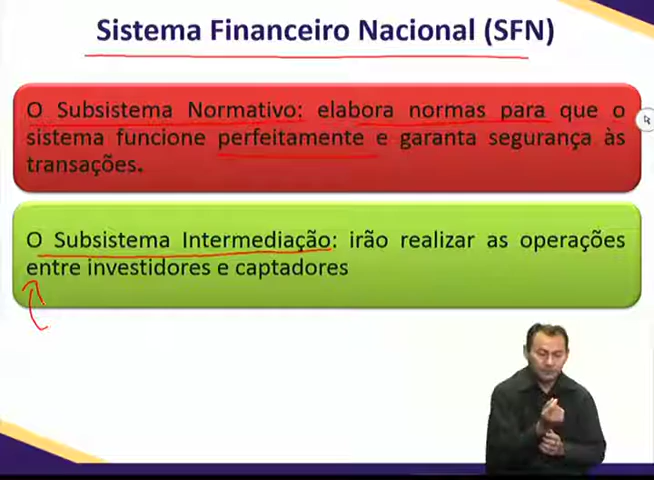 Sistema Financeiro Nacional (SFN)
O Subsistema Normativo: elabora normas para que o
sistema funcione perfeitamente e garanta segurança às
transações.
O Subsistema Intermediação: irão realizar as operações
entre investidores e captadores